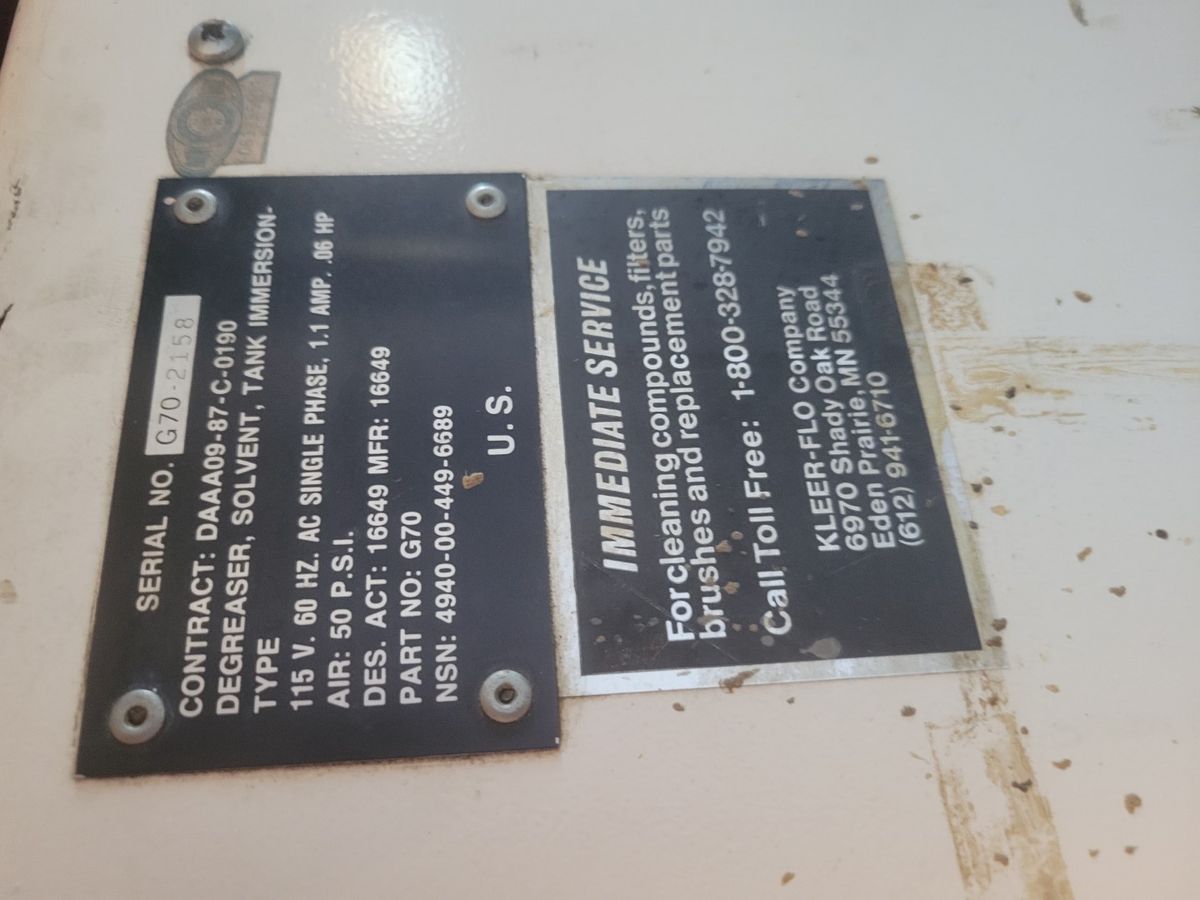 SERIAL NO. G70-2158
CONTRACT: DAAA09-87-C-0190
DEGREASER, SOLVENT, TANK IMMERSION-
TYPE
115 V. 60 HZ. AC SINGLE PHASE, 1.1 AMP. .06 HP
AIR: 50 P.S.I.
DES. ACT: 16649 MFR: 16649
PART NO: G70
NSN: 4940-00-449-6689
U.S.
IMMEDIATE SERVICE
For cleaning compounds, filters,
brushes and replacement parts
Call Toll Free: 1-800-328-7942
KLEER-FLO Company
6970 Shady Oak Road
Eden Prairie, MN 55344
(612) 941-6710